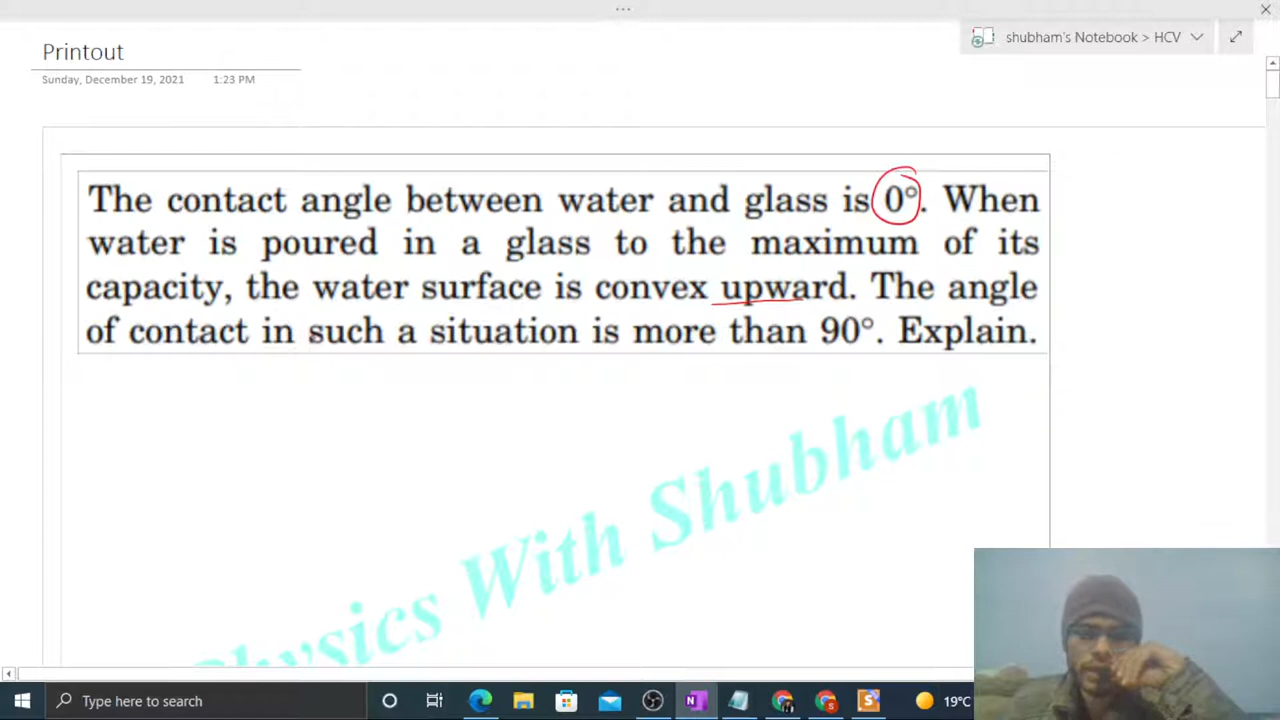 Printout
shubham's Notebook > HCV
Sunday, December 19, 2021 1:23 PM
The contact angle between water and glass is 0°. When
water is poured in a glass to the maximum of its
capacity, the water surface is convex upward. The angle
of contact in such a situation is more than 90°. Explain.
Physics With Shubham
Type here to search
19°C